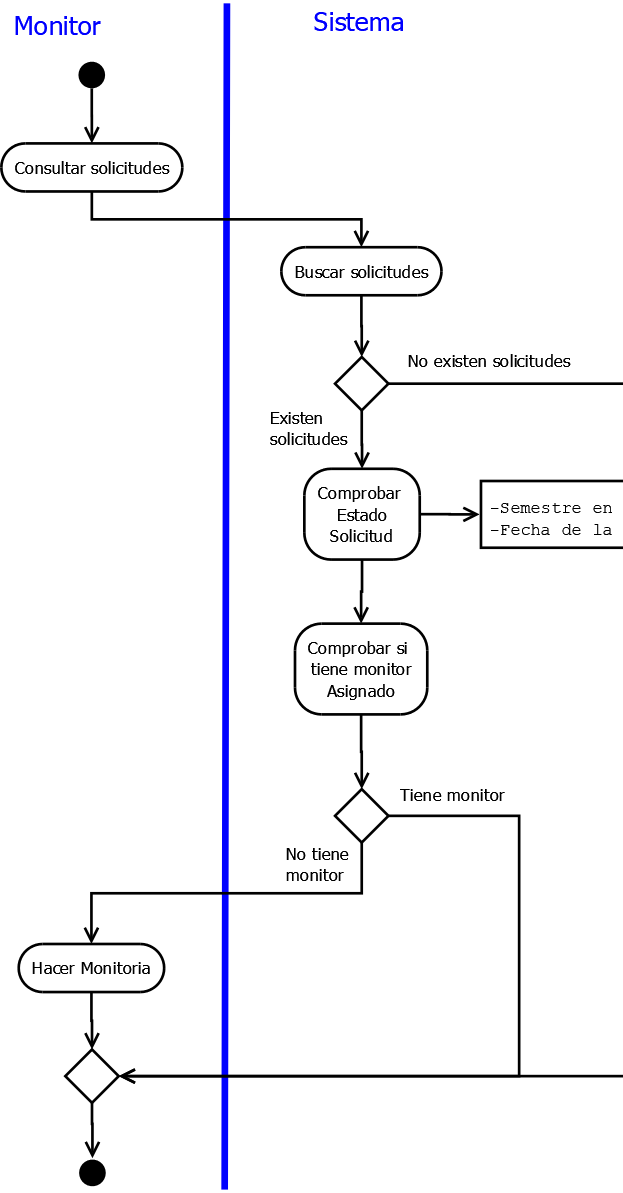 Monitor
Sistema
Consultar solicitudes
Buscar solicitudes
No existen solicitudes
Existen
solicitudes
Comprobar
Estado
Solicitud
-Semestre en
-Fecha de la
Comprobar si
tiene monitor
Asignado
Tiene monitor
No tiene
monitor
Hacer Monitoria